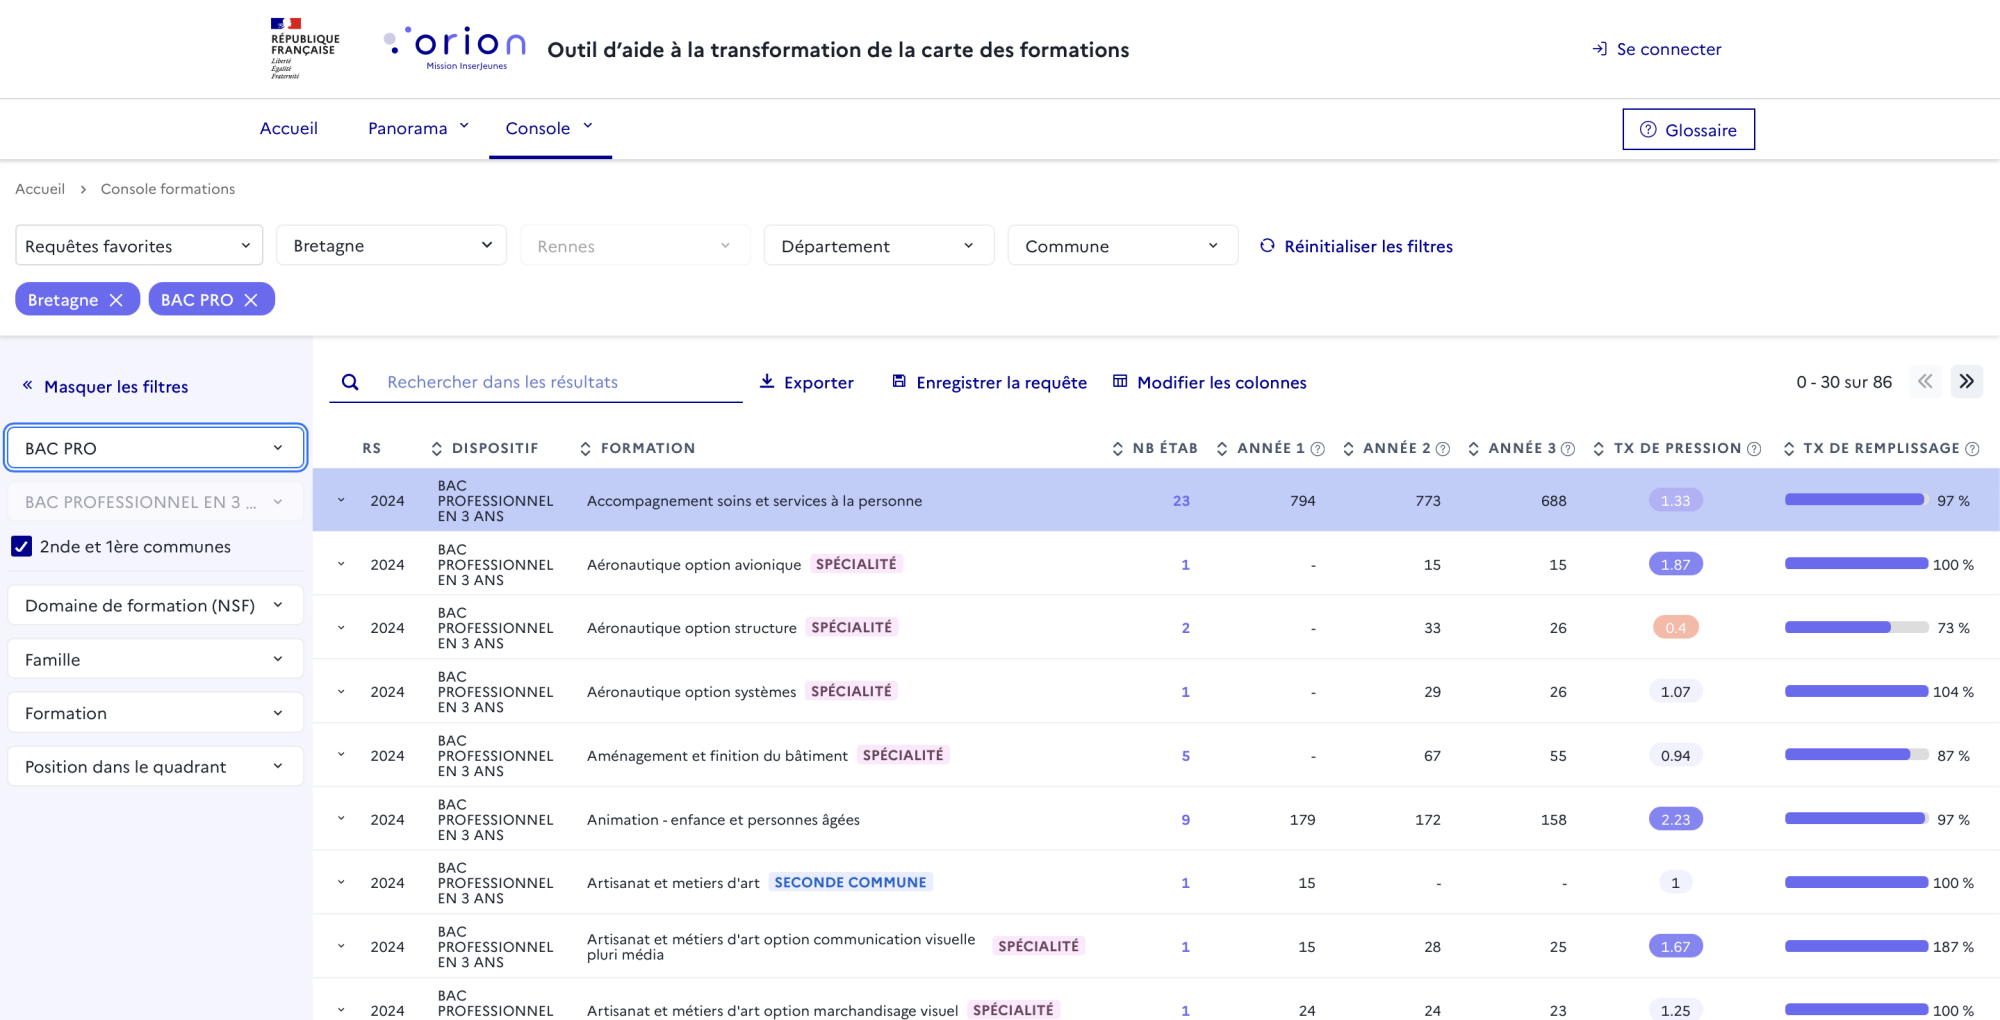 RÉPUBLIQUE
FRANÇAISE
Liberté
Égalité
Fraternité
orion
Mission InserJeunes
Outil d’aide à la transformation de la carte des formations
Se connecter
Accueil
Panorama
Console
Glossaire
Accueil
Console formations
Requêtes favorites
Bretagne
Rennes
Département
Commune
Réinitialiser les filtres
Bretagne
BAC PRO
Masquer les filtres
BAC PRO
BAC PROFESSIONNEL EN 3 ...
2nde et 1ère communes
Domaine de formation (NSF)
Famille
Formation
Position dans le quadrant
Rechercher dans les résultats
Exporter
Enregistrer la requête
Modifier les colonnes
0 - 30 sur 86
RS DISPOSITIF FORMATION NB ÉTAB ANNÉE 1 ANNÉE 2 ANNÉE 3 TX DE PRESSION TX DE REMPLISSAGE
BAC
2024 PROFESSIONNEL Accompagnement soins et services à la personne 23 794 773 688 1.33 97 %
EN 3 ANS
BAC
2024 PROFESSIONNEL Aéronautique option avionique SPÉCIALITÉ 1 - 15 15 1.87 100 %
EN 3 ANS
BAC
2024 PROFESSIONNEL Aéronautique option structure SPÉCIALITÉ 2 - 33 26 0.4 73 %
EN 3 ANS
BAC
2024 PROFESSIONNEL Aéronautique option systèmes SPÉCIALITÉ 1 - 29 26 1.07 104 %
EN 3 ANS
BAC
2024 PROFESSIONNEL Aménagement et finition du bâtiment SPÉCIALITÉ 5 - 67 55 0.94 87 %
EN 3 ANS
BAC
2024 PROFESSIONNEL Animation - enfance et personnes âgées 9 179 172 158 2.23 97 %
EN 3 ANS
BAC
2024 PROFESSIONNEL Artisanat et metiers d'art SECONDE COMMUNE 1 15 - - 1 100 %
EN 3 ANS
BAC
2024 PROFESSIONNEL Artisanat et métiers d'art option communication visuelle SPÉCIALITÉ 1 15 28 25 1.67 187 %
EN 3 ANS pluri média
BAC
2024 PROFESSIONNEL Artisanat et métiers d'art option marchandisage visuel SPÉCIALITÉ 1 24 24 23 1.25 100 %